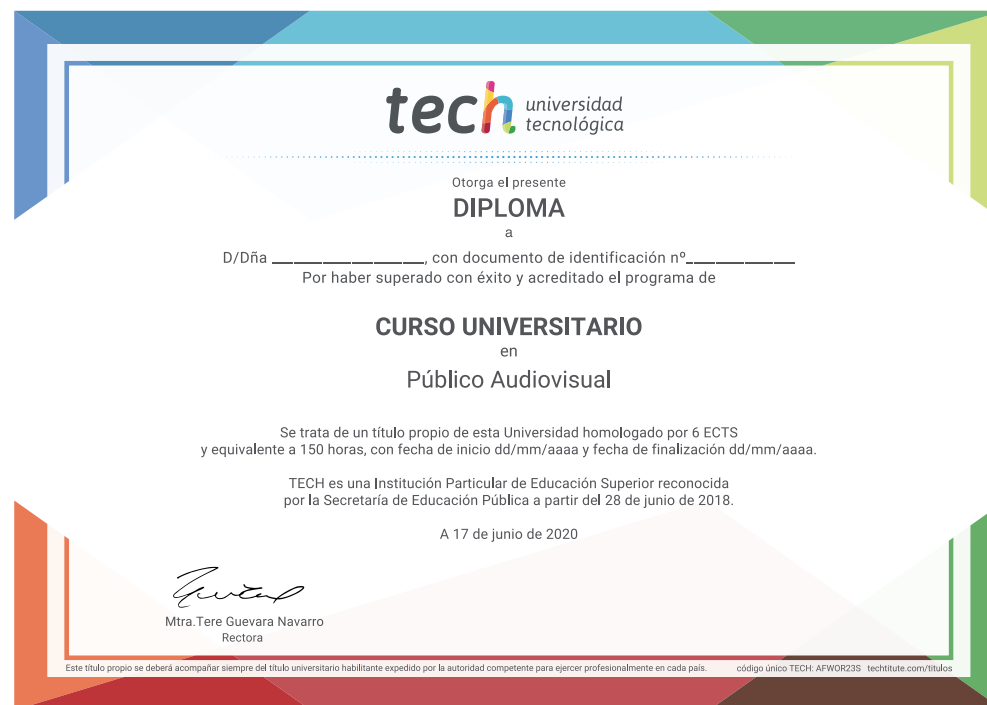 tech universidad
tecnológica
Otorga el presente
DIPLOMA
a
D/Dña ____________________, con documento de identificación nº______________
Por haber superado con éxito y acreditado el programa de
CURSO UNIVERSITARIO
en
Público Audiovisual
Se trata de un título propio de esta Universidad homologado por 6 ECTS
y equivalente a 150 horas, con fecha de inicio dd/mm/aaaa y fecha de finalización dd/mm/aaaa.
TECH es una Institución Particular de Educación Superior reconocida
por la Secretaría de Educación Pública a partir del 28 de junio de 2018.
A 17 de junio de 2020
Mtra.Tere Guevara Navarro
Rectora
Este título propio se deberá acompañar siempre del título universitario habilitante expedido por la autoridad competente para ejercer profesionalmente en cada país. código único TECH: AFWOR23S techtitute.com/titulos